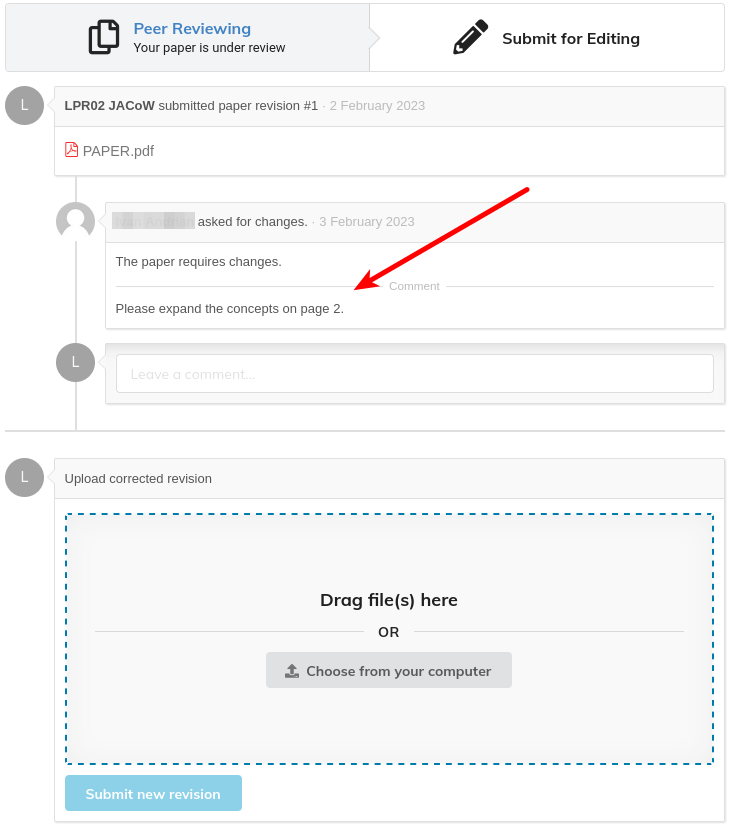 Peer Reviewing
Your paper is under review
Submit for Editing
L
LPR02 JACoW submitted paper revision #1 · 2 February 2023
PAPER.pdf
asked for changes. · 3 February 2023
The paper requires changes.
Comment
Please expand the concepts on page 2.
L
Leave a comment...
L
Upload corrected revision
Drag file(s) here
OR
Choose from your computer
Submit new revision